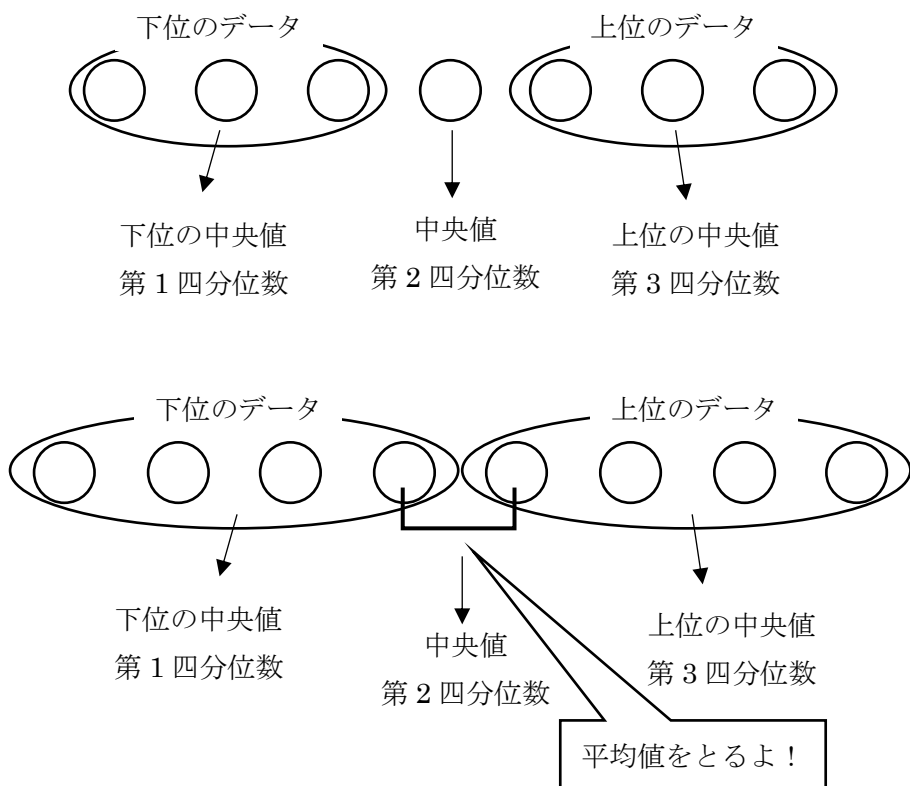 下位のデータ
上位のデータ
下位の中央値
第1四分位数
中央値
第2四分位数
上位の中央値
第3四分位数
下位のデータ
上位のデータ
下位の中央値
第1四分位数
中央値
第2四分位数
上位の中央値
第3四分位数
平均値をとるよ！